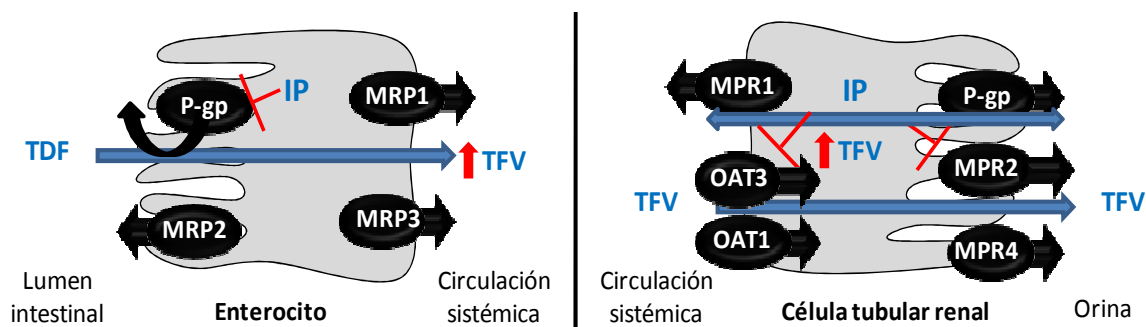 P-gp
IP
MRP1
TDF
TFV
MRP2
MRP3
Lumen
intestinal
Enterocito
Circulación
sistémica
MPR1
IP
P-gp
TFV
OAT3
MPR2
TFV
TFV
OAT1
MPR4
Circulación
sistémica
Célula tubular renal
Orina